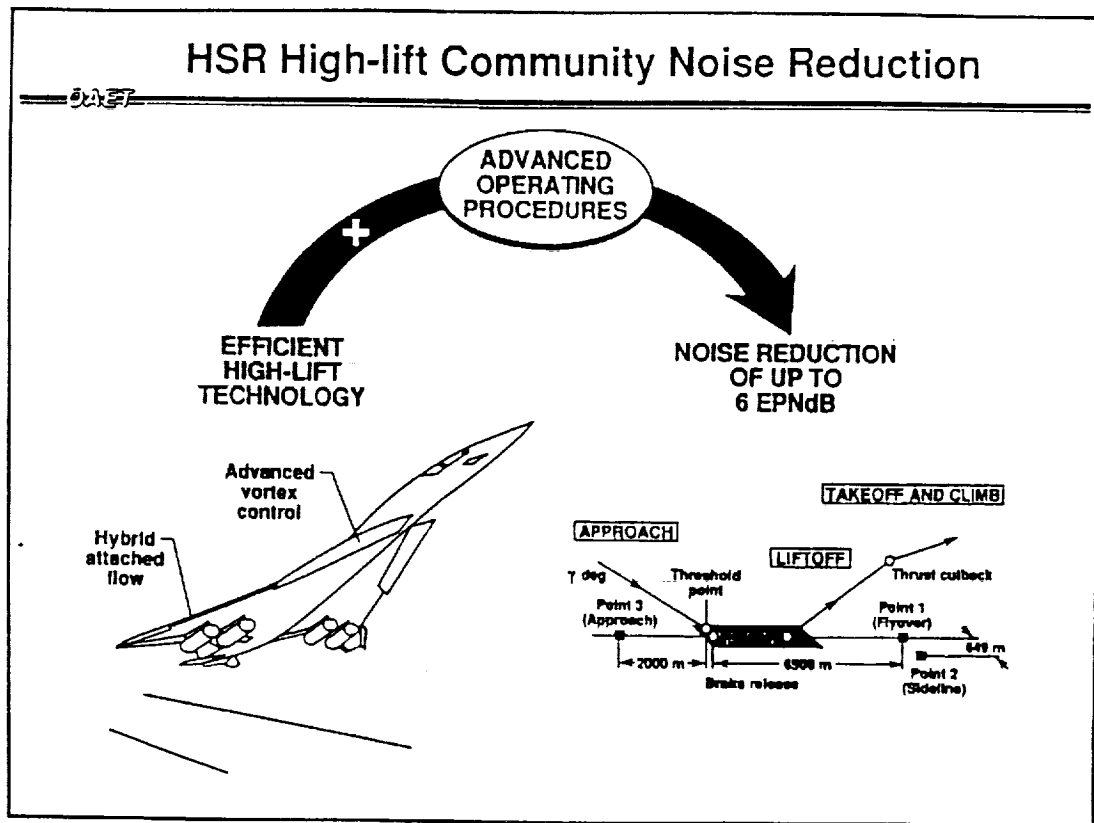 HSR High-lift Community Noise Reduction
OAET
ADVANCED
OPERATING
PROCEDURES
+
EFFICIENT
HIGH-LIFT
TECHNOLOGY
NOISE REDUCTION
OF UP TO
6 EPNdB
Advanced
vortex
control
Hybrid
attached
flow
TAKEOFF AND CLIMB
APPROACH
LIFTOFF
γ deg
Threshold
point
Thrust cutback
Point 3
(Approach)
Point 1
(Flyover)
2000 m
Brake release
649 m
Point 2
(Sideline)